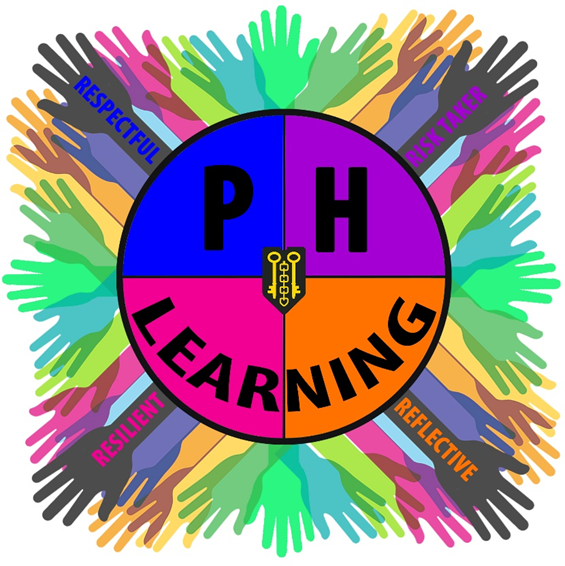 RESPECTFUL
RISK TAKER
P H
LEARNING
RESILIENT
REFLECTIVE